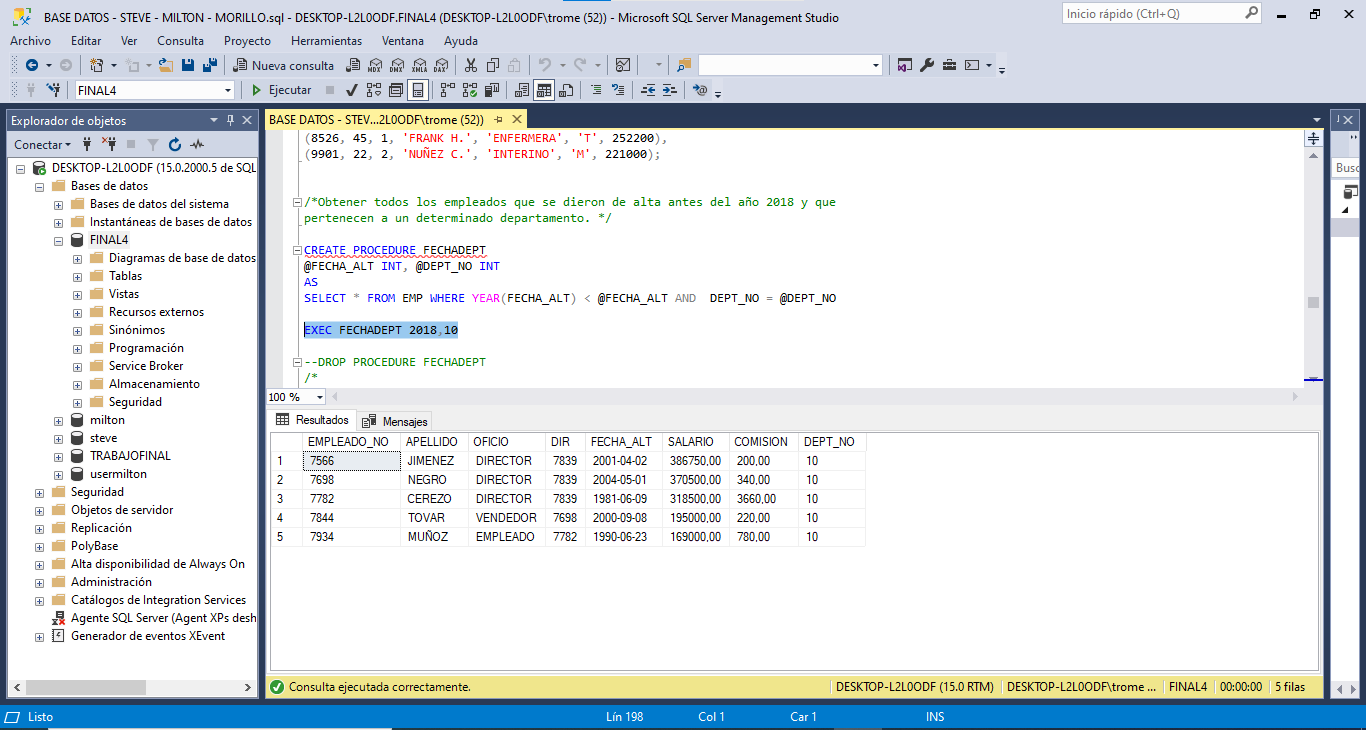 BASE DATOS - STEVE - MILTON - MORILLO.sql - DESKTOP-L2L0ODF.FINAL4 (DESKTOP-L2L0ODF\trome (52)) - Microsoft SQL Server Management Studio
Inicio rápido (Ctrl+Q)
Archivo Editar Ver Consulta Proyecto Herramientas Ventana Ayuda
Nueva consulta MDX DMX XMLA DAX
FINAL4 Ejecutar
Explorador de objetos
Conectar
DESKTOP-L2L0ODF (15.0.2000.5 de SQL
Bases de datos
Bases de datos del sistema
Instantáneas de bases de datos
FINAL4
Diagramas de base de datos
Tablas
Vistas
Recursos externos
Sinónimos
Programación
Service Broker
Almacenamiento
Seguridad
milton
steve
TRABAJOFINAL
usermilton
Seguridad
Objetos de servidor
Replicación
PolyBase
Alta disponibilidad de Always On
Administración
Catálogos de Integration Services
Agente SQL Server (Agent XPs desh
Generador de eventos XEvent
BASE DATOS - STEV...2L0ODF\trome (52))
(8526, 45, 1, 'FRANK H.', 'ENFERMERA', 'T', 252200),
(9901, 22, 2, 'NUÑEZ C.', 'INTERINO', 'M', 221000);
/*Obtener todos los empleados que se dieron de alta antes del año 2018 y que
pertenecen a un determinado departamento. */
CREATE PROCEDURE FECHADEPT
@FECHA_ALT INT, @DEPT_NO INT
AS
SELECT * FROM EMP WHERE YEAR(FECHA_ALT) < @FECHA_ALT AND  DEPT_NO = @DEPT_NO
EXEC FECHADEPT 2018,10
--DROP PROCEDURE FECHADEPT
/*
100 %
Resultados Mensajes
EMPLEADO_NO APELLIDO OFICIO DIR FECHA_ALT SALARIO COMISION DEPT_NO
1 7566 JIMENEZ DIRECTOR 7839 2001-04-02 386750,00 200,00 10
2 7698 NEGRO DIRECTOR 7839 2004-05-01 370500,00 340,00 10
3 7782 CEREZO DIRECTOR 7839 1981-06-09 318500,00 3660,00 10
4 7844 TOVAR VENDEDOR 7698 2000-09-08 195000,00 220,00 10
5 7934 MUÑOZ EMPLEADO 7782 1990-06-23 169000,00 780,00 10
Consulta ejecutada correctamente. DESKTOP-L2L0ODF (15.0 RTM) DESKTOP-L2L0ODF\trome ... FINAL4 00:00:00 5 filas
Busc
Listo Lín 198 Col 1 Car 1 INS